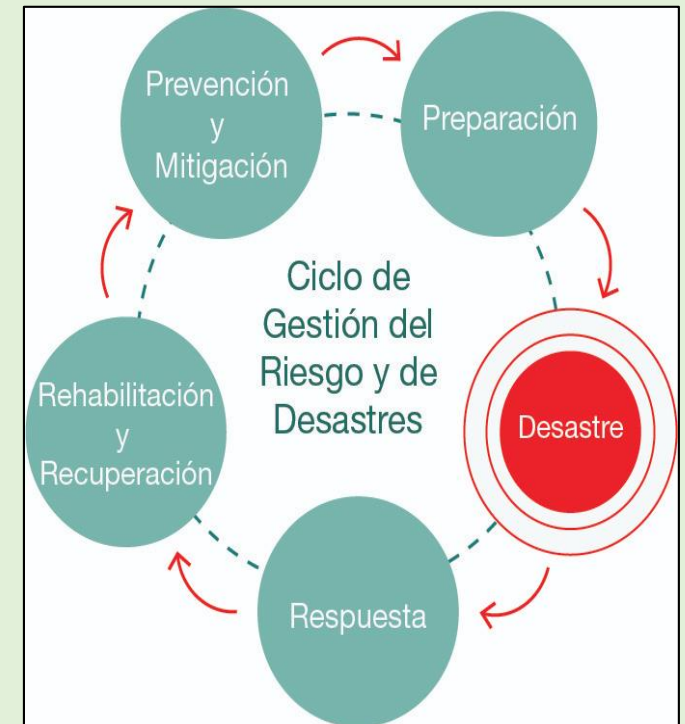 Prevención
y
Mitigación
Preparación
Ciclo de
Gestión del
Riesgo y de
Desastres
Desastre
Respuesta
Rehabilitación
y
Recuperación